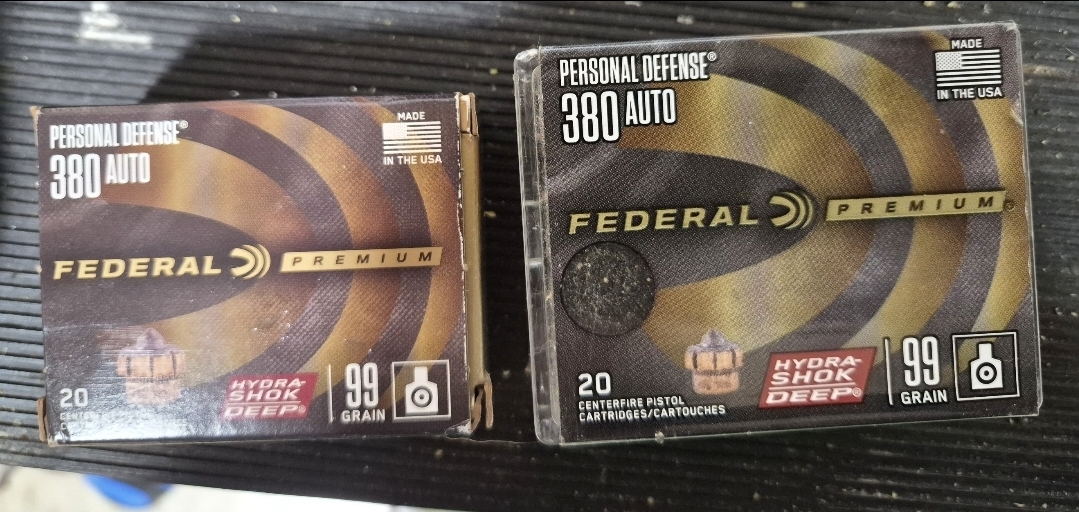 PERSONAL DEFENSE®
380 AUTO
MADE
IN THE USA
FEDERAL PREMIUM
20
HYDRA-
SHOK
DEEP®
99
GRAIN
PERSONAL DEFENSE®
380 AUTO
MADE
IN THE USA
FEDERAL PREMIUM®
20
CENTERFIRE PISTOL
CARTRIDGES/CARTOUCHES
HYDRA-
SHOK
DEEP®
99
GRAIN